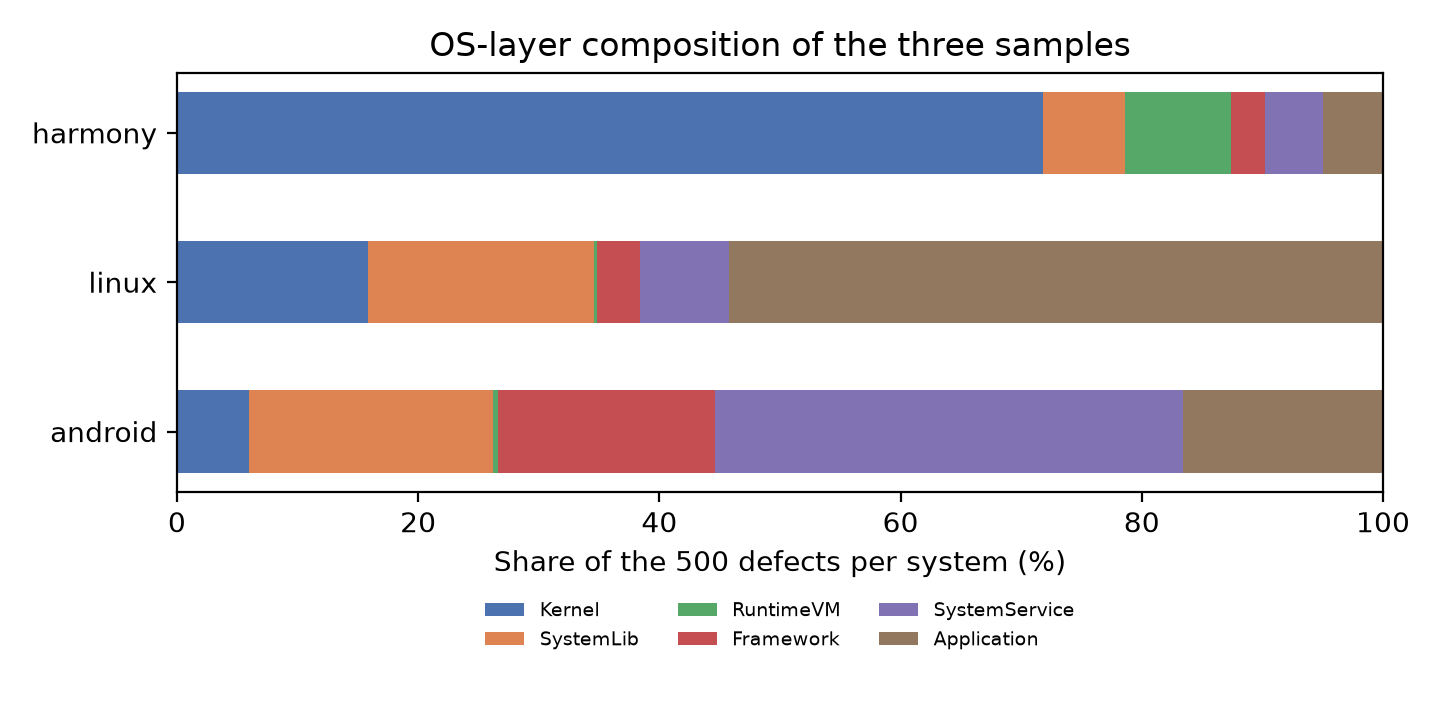 OS-layer composition of the three samples
harmony
linux
android
0 20 40 60 80 100
Share of the 500 defects per system (%)
Kernel RuntimeVM SystemService
SystemLib Framework Application